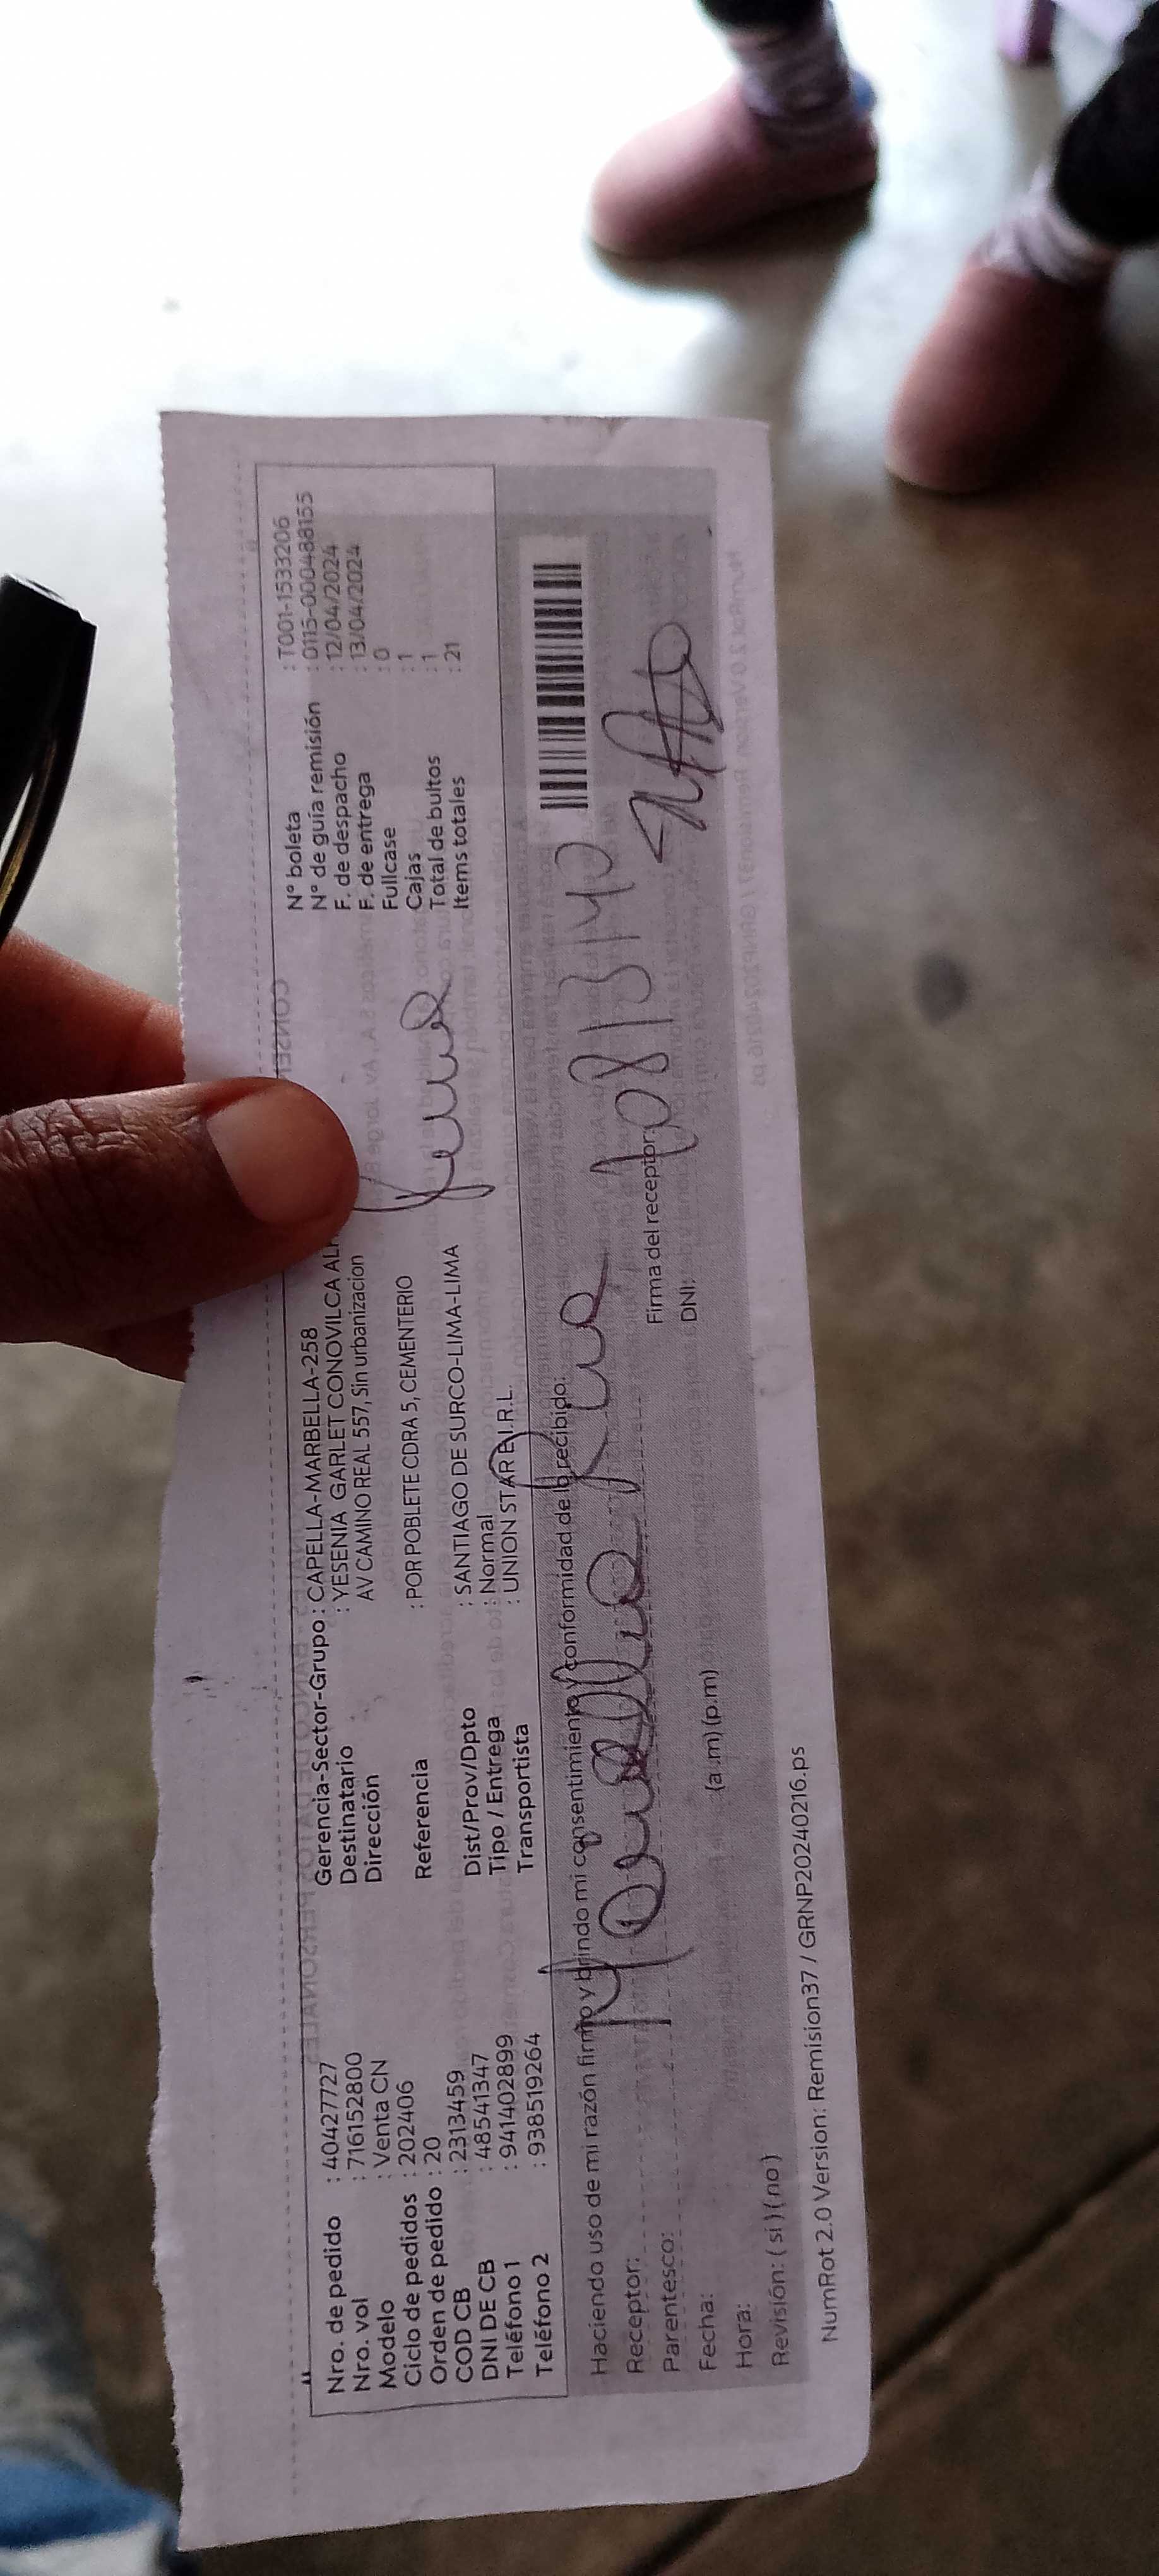 Nro. de pedido : 40427727
Nro. vol : 716152800
Modelo : Venta CN
Ciclo de pedidos : 202406
Orden de pedido : 20
COD CB : 2313459
DNI DE CB : 48541347
Teléfono 1 : 941402899
Teléfono 2 : 938519264
Gerencia-Sector-Grupo : CAPELLA-MARBELLA-258
Destinatario : YESENIA GARLET CONOVILCA
Dirección AV CAMINO REAL 557, Sin urbanizacion
Referencia : POR POBLETE CDRA 5, CEMENTERIO
Dist/Prov/Dpto : SANTIAGO DE SURCO-LIMA-LIMA
Tipo / Entrega : Normal
Transportista : UNION STAR E.I.R.L.
N° boleta : T001-1533206
N° de guía remisión : 0115-000488155
F. de despacho : 12/04/2024
F. de entrega : 13/04/2024
Fullcase : 0
Cajas : 1
Total de bultos : 1
Items totales : 21
Haciendo uso de mi razón firmo y brindo mi consentimiento y conformidad de lo recibido:
Receptor:
Parentesco:
Fecha:
Hora: (a.m) (p.m)
Revisión: ( si ) ( no )
Firma del receptor:
DNI:
NumRot 2.0 Version: Remision37 / GRNP20240216.ps